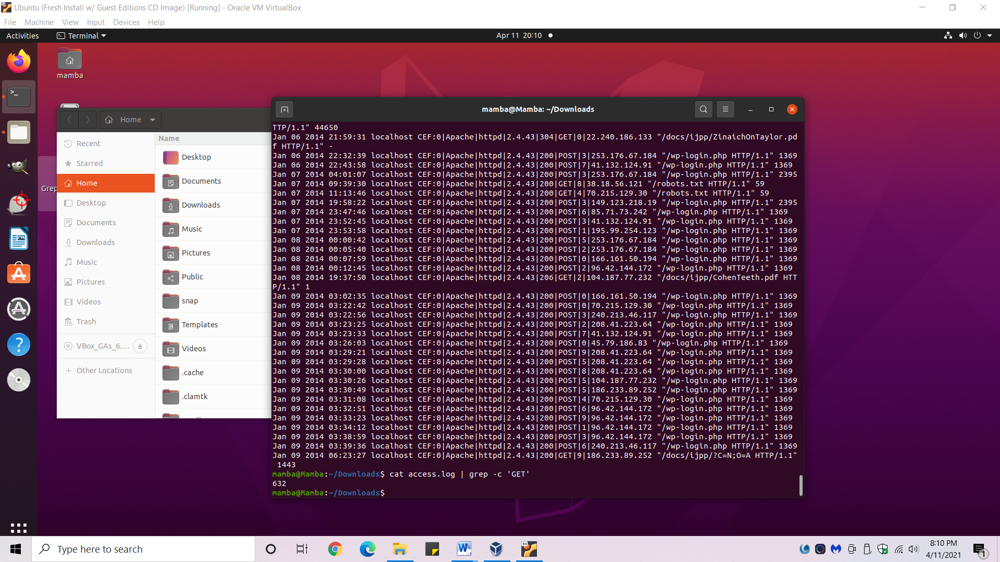 Ubuntu (Fresh Install w/ Guest Editions CD Image) [Running] - Oracle VM VirtualBox
File Machine View Input Devices Help
Activities Terminal Apr 11 20:10
mamba
Grep
Home
Recent
Starred
Home
Desktop
Documents
Downloads
Music
Pictures
Videos
Trash
VBox_GAs_6....
Other Locations
Name
Desktop
Documents
Downloads
Music
Pictures
Public
snap
Templates
Videos
.cache
.clamtk
mamba@Mamba: ~/Downloads
TTP/1.1" 44650
Jan 06 2014 21:59:31 localhost CEF:0|Apache|httpd|2.4.43|304|GET|0|22.240.186.133 "/docs/ijpp/ZinaichOnTaylor.pd
f HTTP/1.1" -
Jan 06 2014 22:32:39 localhost CEF:0|Apache|httpd|2.4.43|200|POST|3|253.176.67.184 "/wp-login.php HTTP/1.1" 1369
Jan 06 2014 22:43:58 localhost CEF:0|Apache|httpd|2.4.43|200|POST|7|41.132.124.91 "/wp-login.php HTTP/1.1" 1369
Jan 07 2014 04:01:07 localhost CEF:0|Apache|httpd|2.4.43|200|POST|3|253.176.67.184 "/wp-login.php HTTP/1.1" 2395
Jan 07 2014 09:39:30 localhost CEF:0|Apache|httpd|2.4.43|200|GET|8|38.18.56.121 "/robots.txt HTTP/1.1" 59
Jan 07 2014 11:13:46 localhost CEF:0|Apache|httpd|2.4.43|200|GET|4|70.215.129.30 "/robots.txt HTTP/1.1" 59
Jan 07 2014 19:58:22 localhost CEF:0|Apache|httpd|2.4.43|200|POST|3|149.123.218.19 "/wp-login.php HTTP/1.1" 2395
Jan 07 2014 23:47:46 localhost CEF:0|Apache|httpd|2.4.43|200|POST|6|85.71.73.242 "/wp-login.php HTTP/1.1" 1369
Jan 07 2014 23:52:45 localhost CEF:0|Apache|httpd|2.4.43|200|POST|3|41.132.124.91 "/wp-login.php HTTP/1.1" 1369
Jan 07 2014 23:53:58 localhost CEF:0|Apache|httpd|2.4.43|200|POST|1|195.99.254.123 "/wp-login.php HTTP/1.1" 1369
Jan 08 2014 00:00:42 localhost CEF:0|Apache|httpd|2.4.43|200|POST|5|253.176.67.184 "/wp-login.php HTTP/1.1" 1369
Jan 08 2014 00:05:40 localhost CEF:0|Apache|httpd|2.4.43|200|POST|2|253.176.67.184 "/wp-login.php HTTP/1.1" 1369
Jan 08 2014 00:07:59 localhost CEF:0|Apache|httpd|2.4.43|200|POST|0|166.161.50.194 "/wp-login.php HTTP/1.1" 1369
Jan 08 2014 00:12:45 localhost CEF:0|Apache|httpd|2.4.43|200|POST|2|96.42.144.172 "/wp-login.php HTTP/1.1" 1369
Jan 08 2014 19:37:50 localhost CEF:0|Apache|httpd|2.4.43|206|GET|2|104.187.77.232 "/docs/ijpp/CohenTeeth.pdf HTT
P/1.1" 1
Jan 09 2014 03:02:35 localhost CEF:0|Apache|httpd|2.4.43|200|POST|0|166.161.50.194 "/wp-login.php HTTP/1.1" 1369
Jan 09 2014 03:22:42 localhost CEF:0|Apache|httpd|2.4.43|200|POST|0|70.215.129.30 "/wp-login.php HTTP/1.1" 1369
Jan 09 2014 03:22:56 localhost CEF:0|Apache|httpd|2.4.43|200|POST|3|240.213.46.117 "/wp-login.php HTTP/1.1" 1369
Jan 09 2014 03:23:25 localhost CEF:0|Apache|httpd|2.4.43|200|POST|2|208.41.223.64 "/wp-login.php HTTP/1.1" 1369
Jan 09 2014 03:23:33 localhost CEF:0|Apache|httpd|2.4.43|200|POST|7|41.132.124.91 "/wp-login.php HTTP/1.1" 1369
Jan 09 2014 03:26:03 localhost CEF:0|Apache|httpd|2.4.43|200|POST|0|45.79.186.83 "/wp-login.php HTTP/1.1" 1369
Jan 09 2014 03:29:21 localhost CEF:0|Apache|httpd|2.4.43|200|POST|9|208.41.223.64 "/wp-login.php HTTP/1.1" 1369
Jan 09 2014 03:29:28 localhost CEF:0|Apache|httpd|2.4.43|200|POST|5|208.41.223.64 "/wp-login.php HTTP/1.1" 1369
Jan 09 2014 03:30:00 localhost CEF:0|Apache|httpd|2.4.43|200|POST|8|208.41.223.64 "/wp-login.php HTTP/1.1" 1369
Jan 09 2014 03:30:26 localhost CEF:0|Apache|httpd|2.4.43|200|POST|5|104.187.77.232 "/wp-login.php HTTP/1.1" 1369
Jan 09 2014 03:30:49 localhost CEF:0|Apache|httpd|2.4.43|200|POST|5|186.233.89.252 "/wp-login.php HTTP/1.1" 1369
Jan 09 2014 03:31:08 localhost CEF:0|Apache|httpd|2.4.43|200|POST|4|70.215.129.30 "/wp-login.php HTTP/1.1" 1369
Jan 09 2014 03:32:51 localhost CEF:0|Apache|httpd|2.4.43|200|POST|6|96.42.144.172 "/wp-login.php HTTP/1.1" 1369
Jan 09 2014 03:33:23 localhost CEF:0|Apache|httpd|2.4.43|200|POST|9|96.42.144.172 "/wp-login.php HTTP/1.1" 1369
Jan 09 2014 03:34:12 localhost CEF:0|Apache|httpd|2.4.43|200|POST|1|96.42.144.172 "/wp-login.php HTTP/1.1" 1369
Jan 09 2014 03:38:59 localhost CEF:0|Apache|httpd|2.4.43|200|POST|3|96.42.144.172 "/wp-login.php HTTP/1.1" 1369
Jan 09 2014 03:39:36 localhost CEF:0|Apache|httpd|2.4.43|200|POST|6|240.213.46.117 "/wp-login.php HTTP/1.1" 1369
Jan 09 2014 06:23:27 localhost CEF:0|Apache|httpd|2.4.43|200|GET|9|186.233.89.252 "/docs/ijpp/?C=N;O=A HTTP/1.1"
1443
mamba@Mamba:~/Downloads$ cat access.log | grep -c 'GET'
632
mamba@Mamba:~/Downloads$
Type here to search
8:10 PM
4/11/2021
1